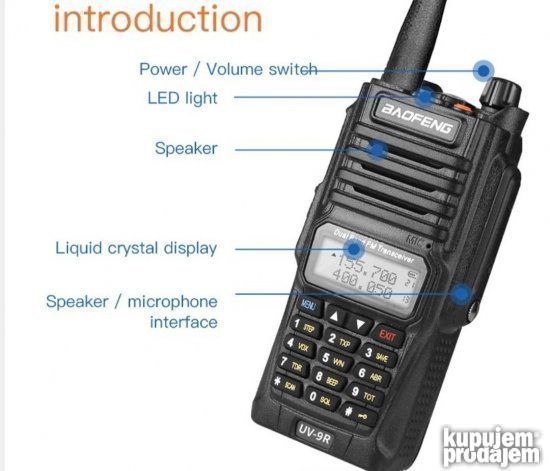 introduction
Power / Volume switch
LED light
BAOFENG
Speaker
MIC
Dual Band FM Transceiver
Liquid crystal display
155.700
400.050
Speaker / microphone
interface
MENU ▲ ▼ EXIT
1 STEP 2 TXP 3 SAVE
4 VOX 5 WN 6 ABR
7 TDR 8 BEEP 9 TOT
* SCAN 0 SQL #
UV-9R
kupujem
prodajem